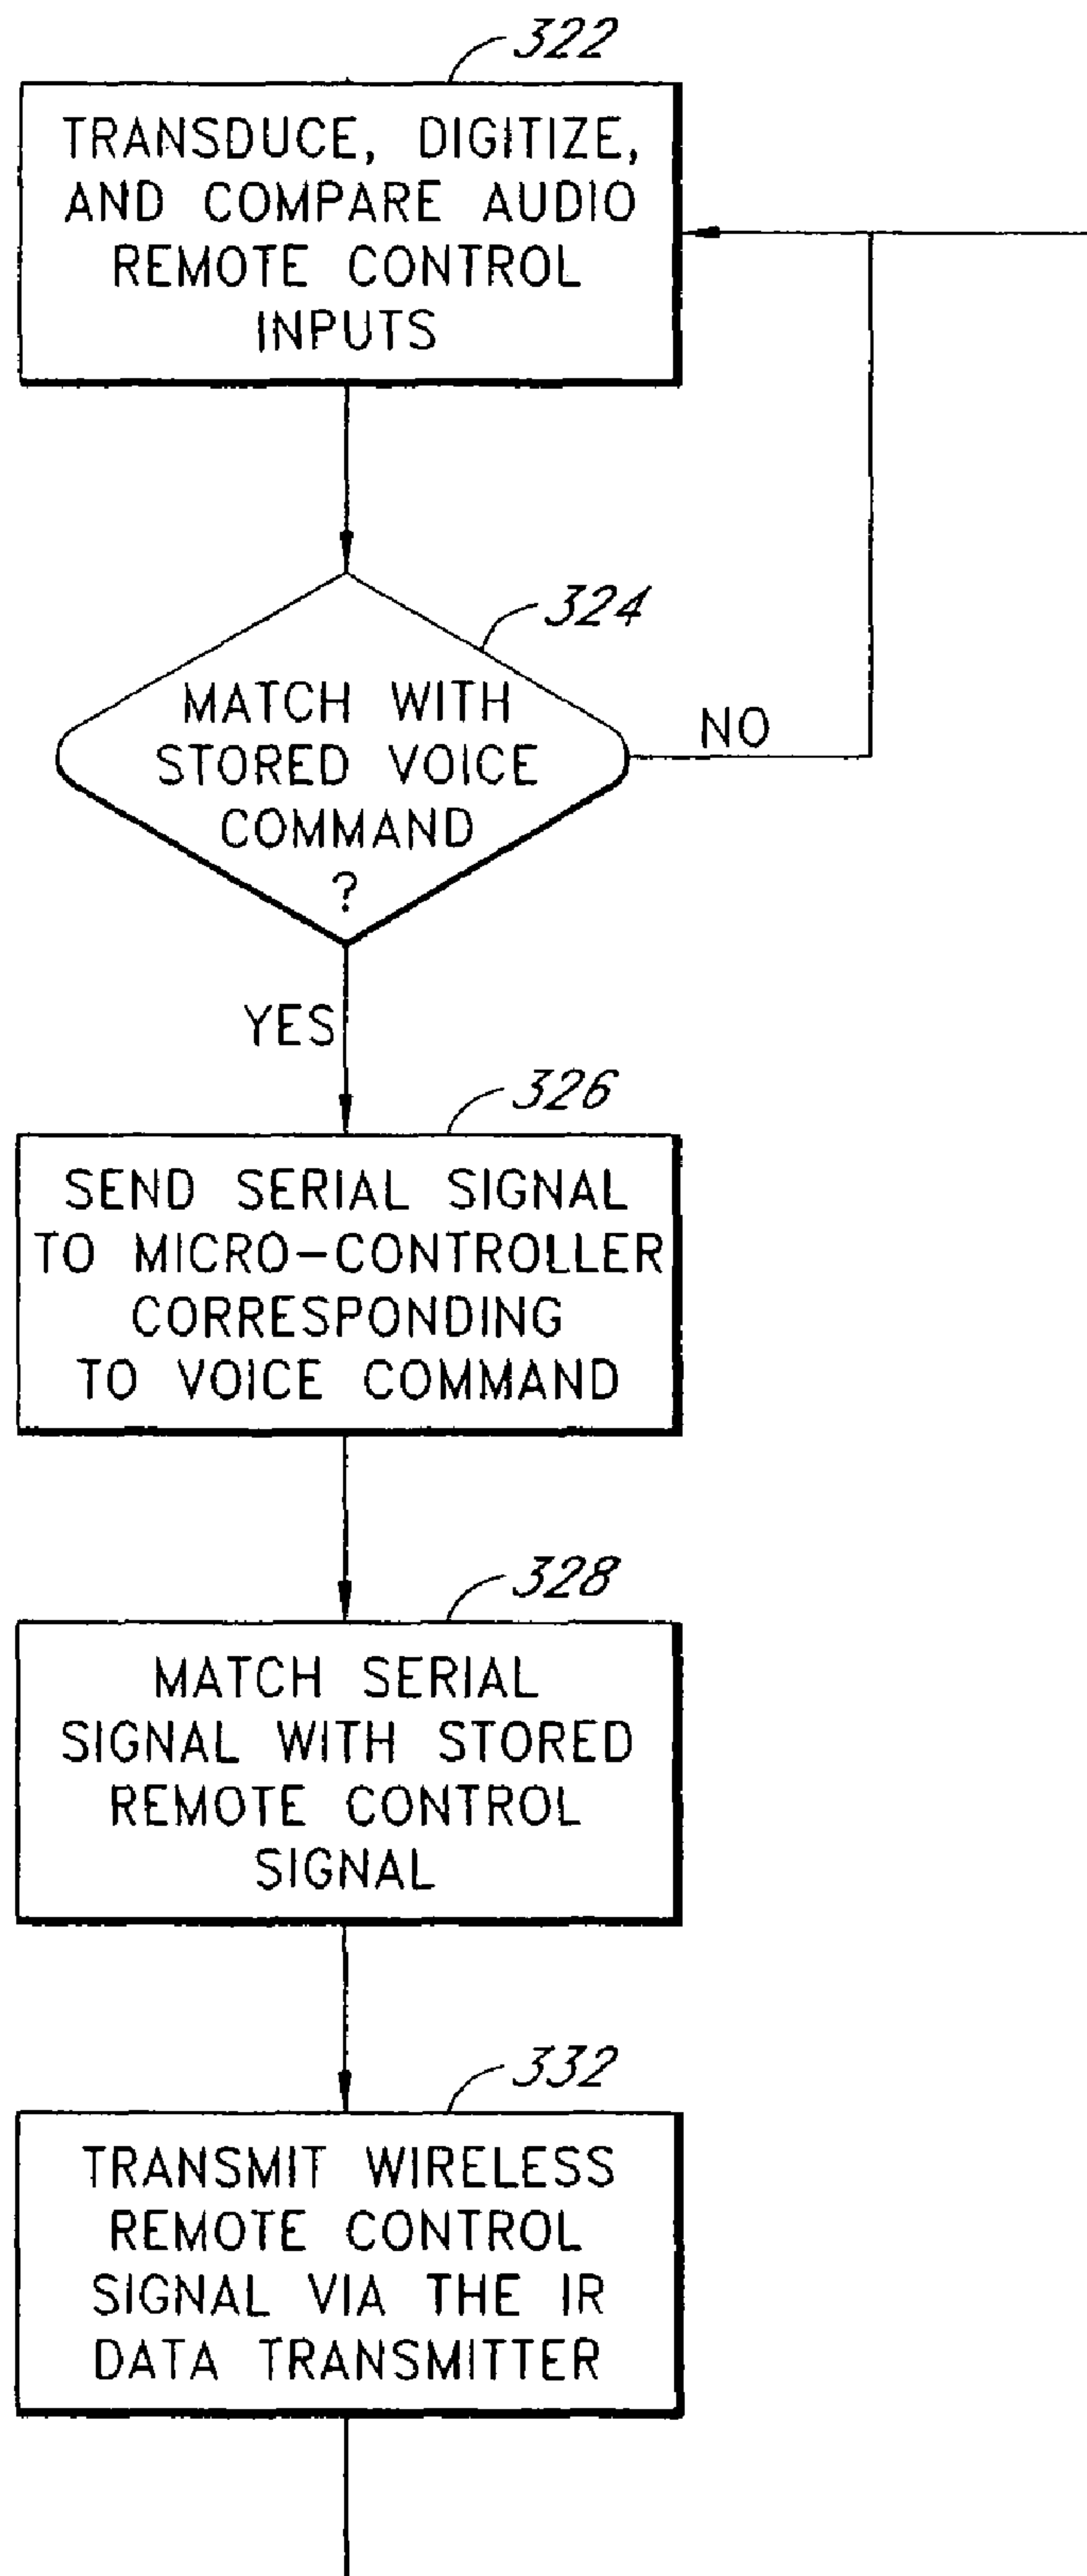 322
TRANSDUCE, DIGITIZE,
AND COMPARE AUDIO
REMOTE CONTROL
INPUTS
324
MATCH WITH
STORED VOICE
COMMAND
?
NO
YES
326
SEND SERIAL SIGNAL
TO MICRO-CONTROLLER
CORRESPONDING
TO VOICE COMMAND
328
MATCH SERIAL
SIGNAL WITH STORED
REMOTE CONTROL
SIGNAL
332
TRANSMIT WIRELESS
REMOTE CONTROL
SIGNAL VIA THE IR
DATA TRANSMITTER